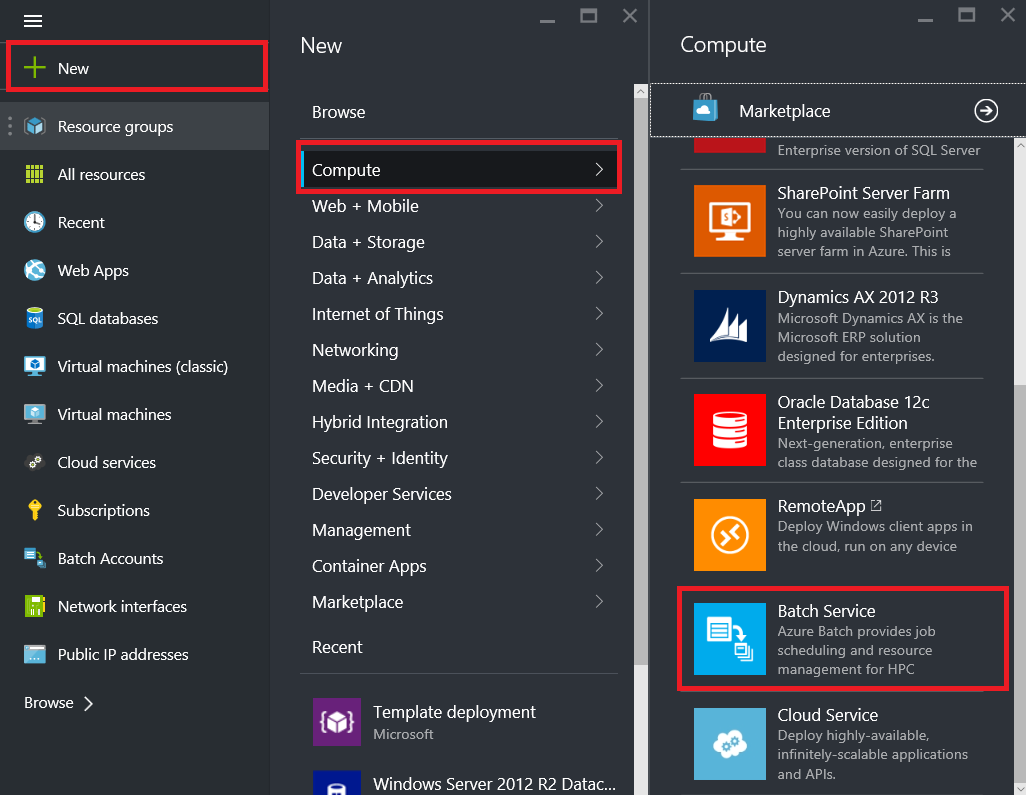 New
Resource groups
All resources
Recent
Web Apps
SQL databases
Virtual machines (classic)
Virtual machines
Cloud services
Subscriptions
Batch Accounts
Network interfaces
Public IP addresses
Browse
New
Browse
Compute
Web + Mobile
Data + Storage
Data + Analytics
Internet of Things
Networking
Media + CDN
Hybrid Integration
Security + Identity
Developer Services
Management
Container Apps
Marketplace
Recent
Template deployment
Microsoft
Windows Server 2012 R2 Datac...
Compute
Marketplace
Enterprise version of SQL Server
SharePoint Server Farm
You can now easily deploy a
highly available SharePoint
server farm in Azure. This is
Dynamics AX 2012 R3
Microsoft Dynamics AX is the
Microsoft ERP solution
designed for enterprises.
Oracle Database 12c
Enterprise Edition
Next-generation, enterprise
class database designed for the
RemoteApp
Deploy Windows client apps in
the cloud, run on any device
Batch Service
Azure Batch provides job
scheduling and resource
management for HPC
Cloud Service
Deploy highly-available,
infinitely-scalable applications
and APIs.